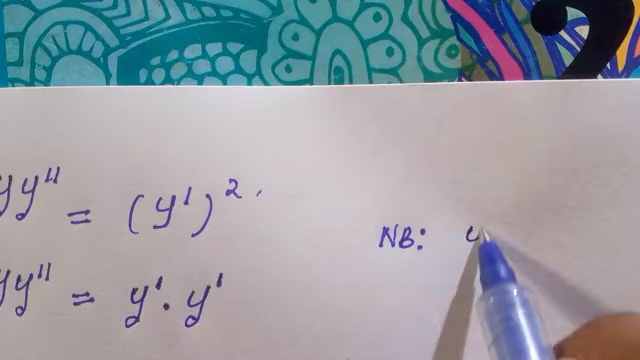 yy" = (y')².
yy" = y'.y'
NB: